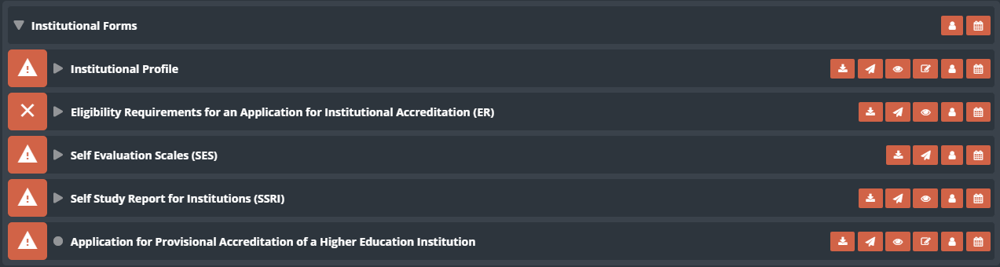 Institutional Forms
Institutional Profile
Eligibility Requirements for an Application for Institutional Accreditation (ER)
Self Evaluation Scales (SES)
Self Study Report for Institutions (SSRI)
Application for Provisional Accreditation of a Higher Education Institution